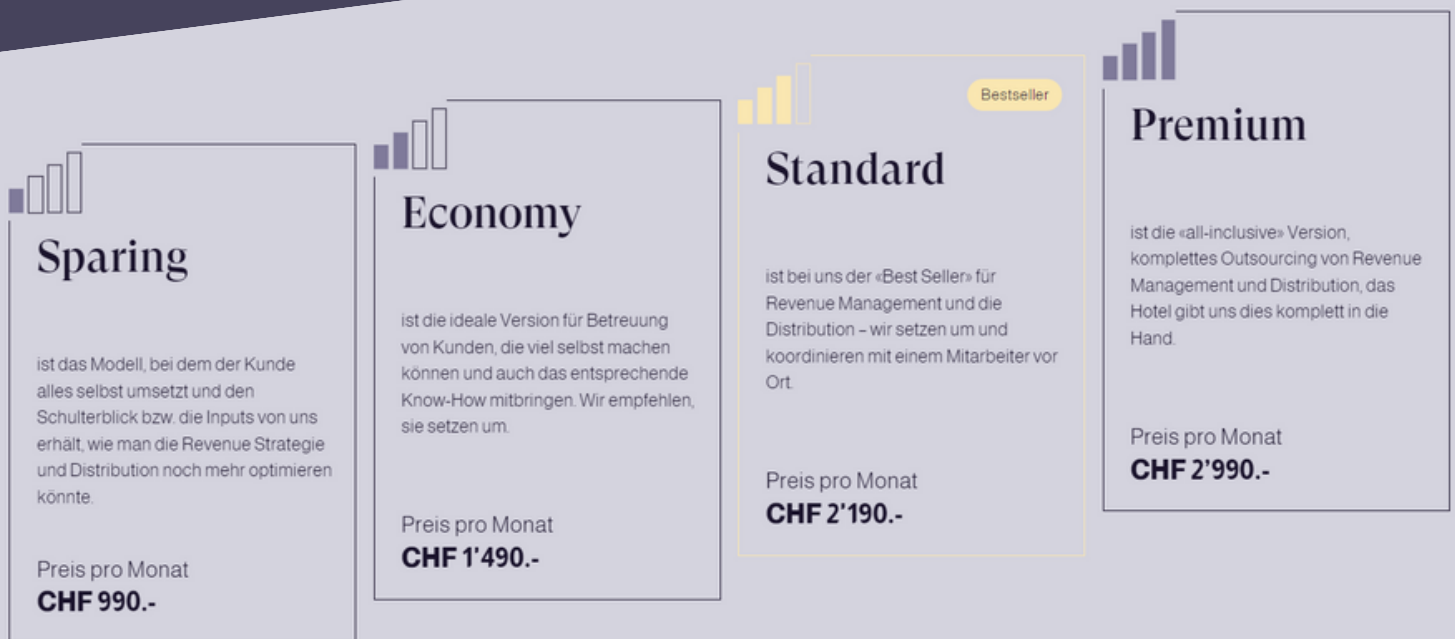 Sparing
ist das Modell, bei dem der Kunde
alles selbst umsetzt und den
Schulterblick bzw. die Inputs von uns
erhält, wie man die Revenue Strategie
und Distribution noch mehr optimieren
könnte.
Preis pro Monat
CHF 990.-
Economy
ist die ideale Version für Betreuung
von Kunden, die viel selbst machen
können und auch das entsprechende
Know-How mitbringen. Wir empfehlen,
sie setzen um.
Preis pro Monat
CHF 1'490.-
Bestseller
Standard
ist bei uns der «Best Seller» für
Revenue Management und die
Distribution – wir setzen um und
koordinieren mit einem Mitarbeiter vor
Ort.
Preis pro Monat
CHF 2'190.-
Premium
ist die «all-inclusive» Version,
komplettes Outsourcing von Revenue
Management und Distribution, das
Hotel gibt uns dies komplett in die
Hand.
Preis pro Monat
CHF 2’990.-